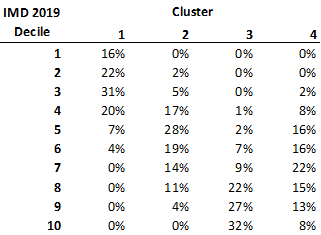 IMD 2019 Cluster
Decile 1 2 3 4
1 16% 0% 0% 0%
2 22% 2% 0% 0%
3 31% 5% 0% 2%
4 20% 17% 1% 8%
5 7% 28% 2% 16%
6 4% 19% 7% 16%
7 0% 14% 9% 22%
8 0% 11% 22% 15%
9 0% 4% 27% 13%
10 0% 0% 32% 8%